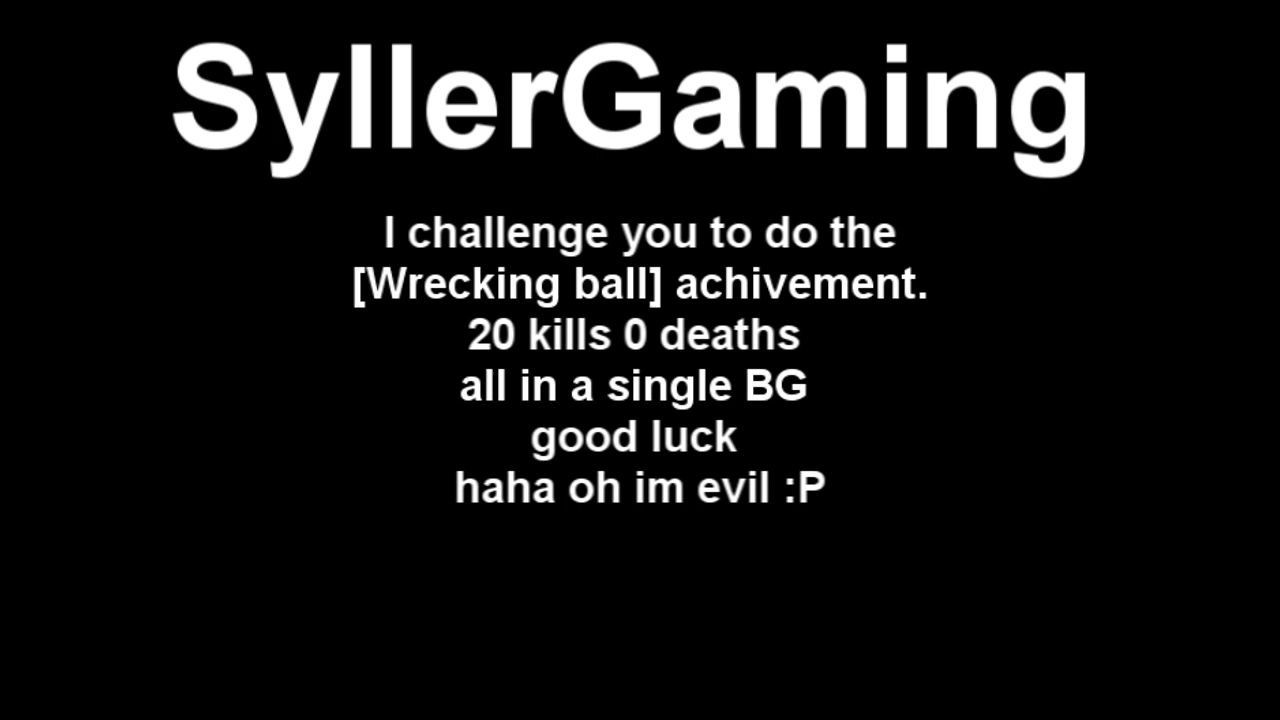 SyllerGaming
I challenge you to do the
[Wrecking ball] achivement.
20 kills 0 deaths
all in a single BG
good luck
haha oh im evil :P